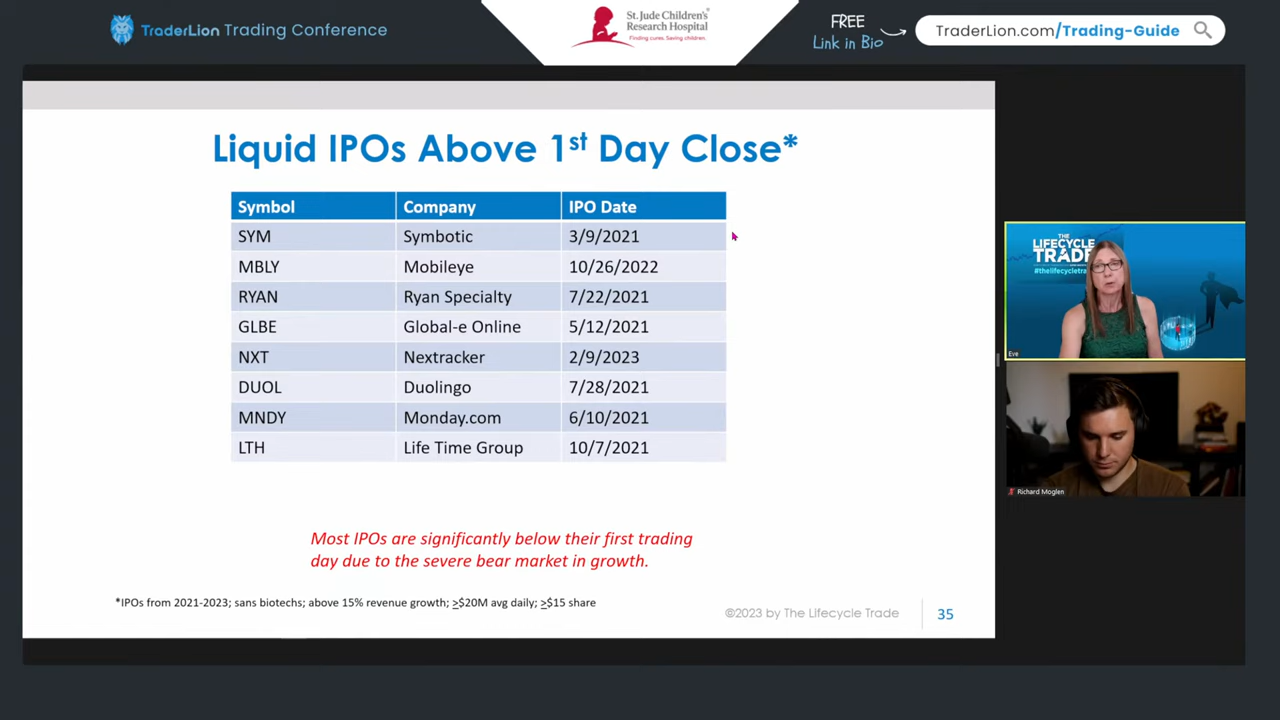 TraderLion Trading Conference
St. Jude Children's®
Research Hospital
Finding cures. Saving children.
FREE
Link in Bio
TraderLion.com/Trading-Guide
Liquid IPOs Above 1st Day Close*
Symbol Company IPO Date
SYM Symbotic 3/9/2021
MBLY Mobileye 10/26/2022
RYAN Ryan Specialty 7/22/2021
GLBE Global-e Online 5/12/2021
NXT Nextracker 2/9/2023
DUOL Duolingo 7/28/2021
MNDY Monday.com 6/10/2021
LTH Life Time Group 10/7/2021
Most IPOs are significantly below their first trading
day due to the severe bear market in growth.
*IPOs from 2021-2023; sans biotechs; above 15% revenue growth; >$20M avg daily; >$15 share
©2023 by The Lifecycle Trade
35
THE
LIFECYCLE
TRADE
#thelifecycletra
Eve
Richard Moglen